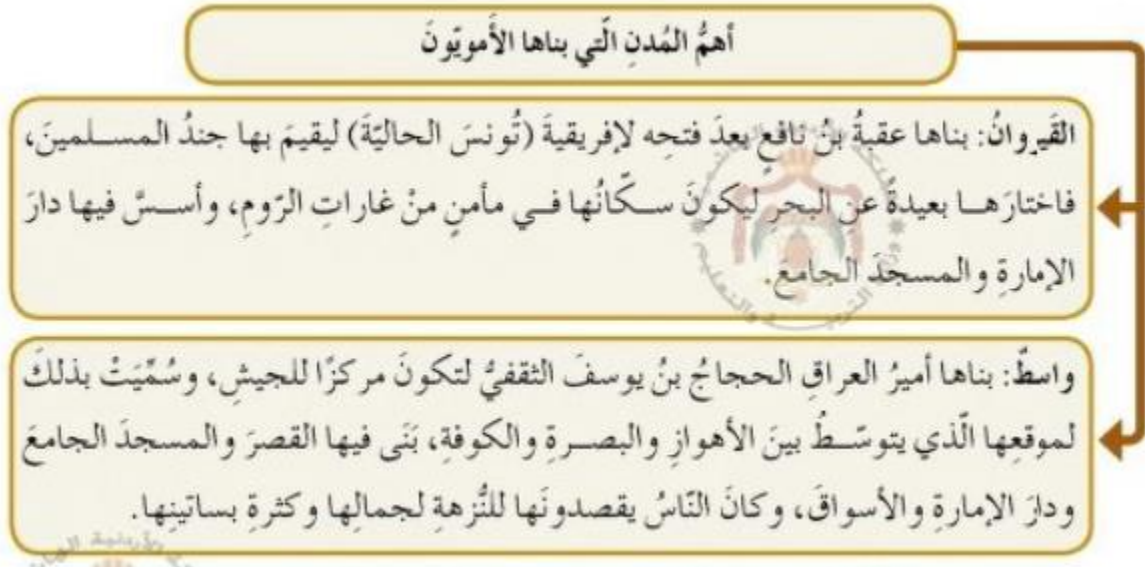 أهمُّ المُدنِ الّتي بناها الأمويّونَ
القَيروانُ: بناها عقبةُ بنُ نافعٍ بعدَ فتحِه لإفريقيةَ (تُونسَ الحاليّةَ) ليقيمَ بها جندُ المسلمينَ،
فاختارَها بعيدةً عنِ البحرِ ليكونَ سكّانُها في مأمنٍ منْ غاراتِ الرّومِ، وأسسَّ فيها دارَ
الإمارةِ والمسجدَ الجامعَ.
واسطٌ: بناها أميرُ العراقِ الحجاجُ بنُ يوسفَ الثقفيُّ لتكونَ مركزًا للجيشِ، وسُمِّيَتْ بذلكَ
لموقعِها الّذي يتوسّطُ بينَ الأهوازِ والبصرةِ والكوفةِ، بَنَى فيها القصرَ والمسجدَ الجامعَ
ودارَ الإمارةِ والأسواقَ، وكانَ النّاسُ يقصدونَها للنُّزهةِ لجمالِها وكثرةِ بساتينِها.